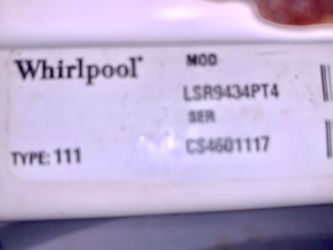 Whirlpool®
MOD
LSR9434PT4
SER
CS4601117
TYPE: 111